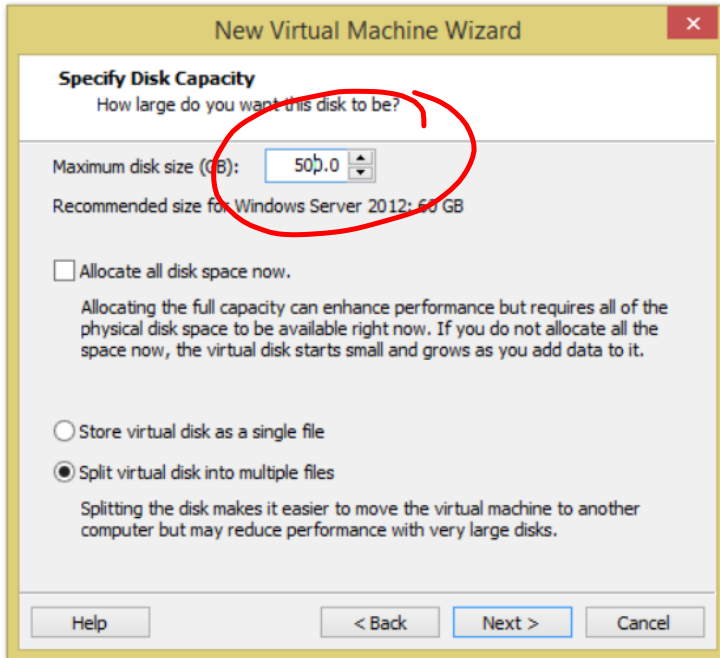 New Virtual Machine Wizard
Specify Disk Capacity
How large do you want this disk to be?
Maximum disk size (GB): 500.0
Recommended size for Windows Server 2012: 60 GB
Allocate all disk space now.
Allocating the full capacity can enhance performance but requires all of the
physical disk space to be available right now. If you do not allocate all the
space now, the virtual disk starts small and grows as you add data to it.
Store virtual disk as a single file
Split virtual disk into multiple files
Splitting the disk makes it easier to move the virtual machine to another
computer but may reduce performance with very large disks.
Help < Back Next > Cancel